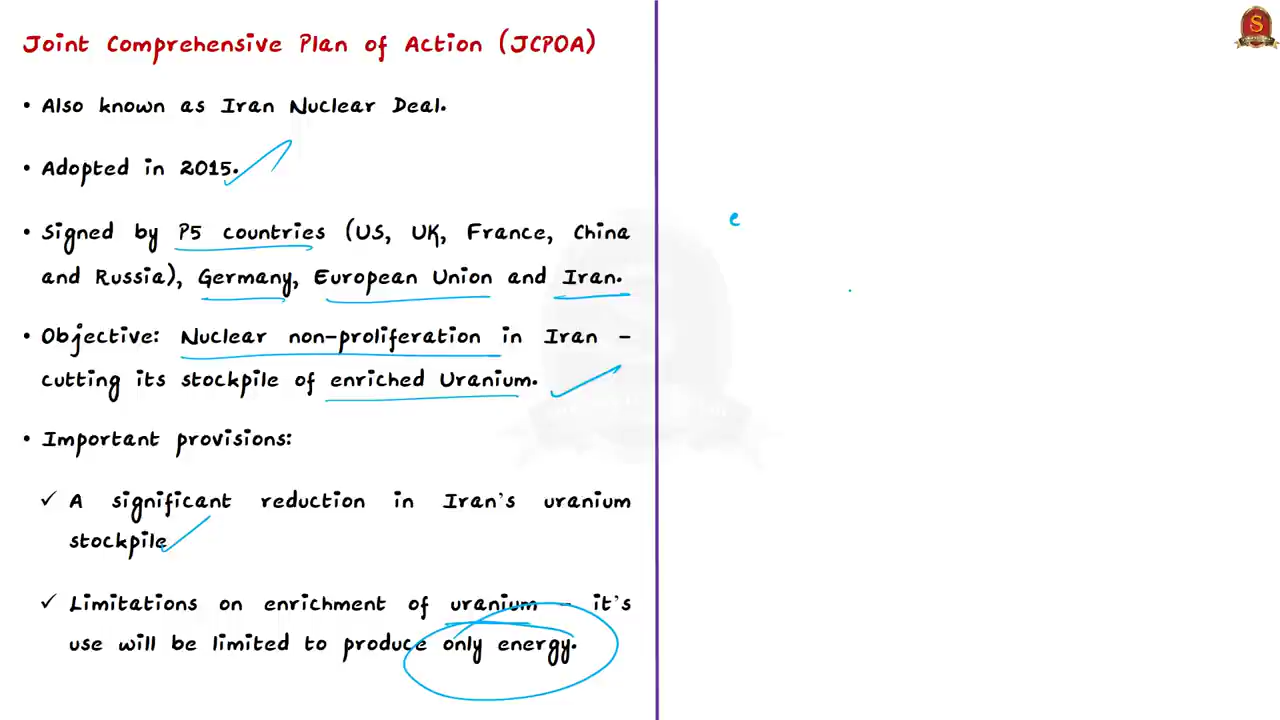 Joint Comprehensive Plan of Action (JCPOA)
• Also known as Iran Nuclear Deal.
• Adopted in 2015.
• Signed by P5 countries (US, UK, France, China
and Russia), Germany, European Union and Iran.
• Objective: Nuclear non-proliferation in Iran –
cutting its stockpile of enriched Uranium.
• Important provisions:
✓ A significant reduction in Iran's uranium
stockpile
✓ Limitations on enrichment of uranium – it's
use will be limited to produce only energy.
e
S